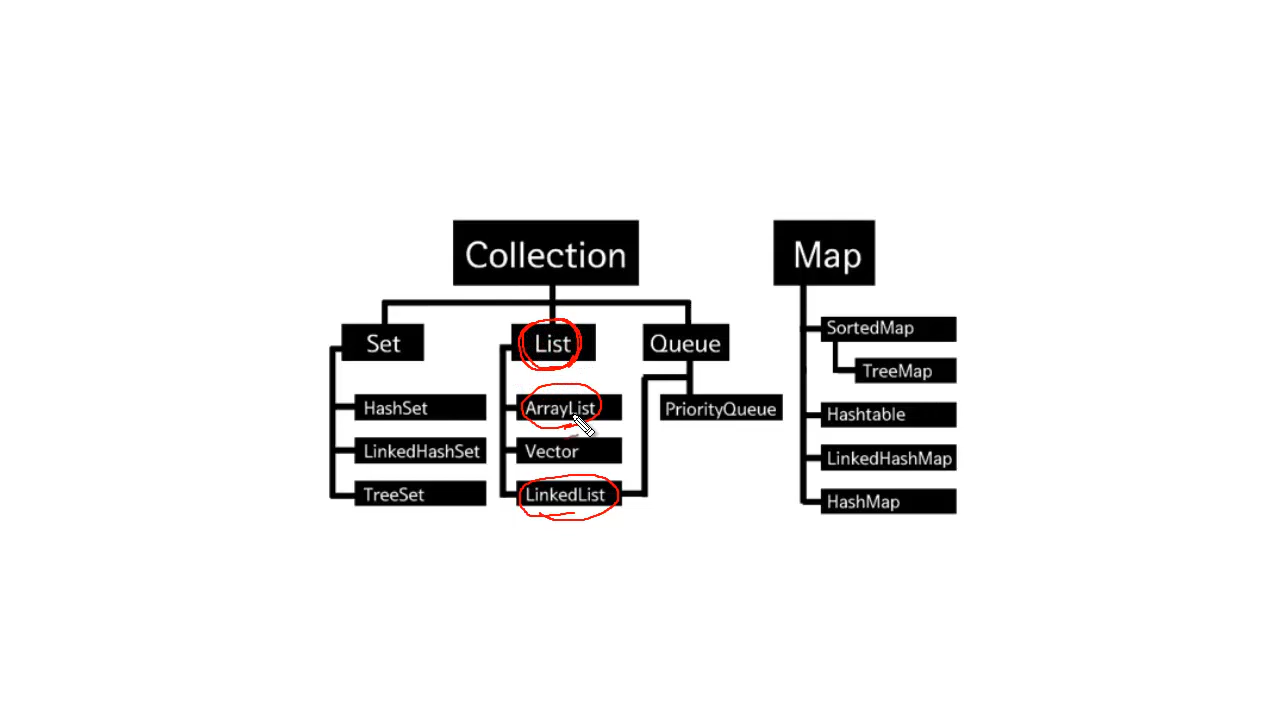 Collection
Map
Set
List
Queue
SortedMap
TreeMap
HashSet
ArrayList
PriorityQueue
Hashtable
LinkedHashSet
Vector
LinkedHashMap
TreeSet
LinkedList
HashMap